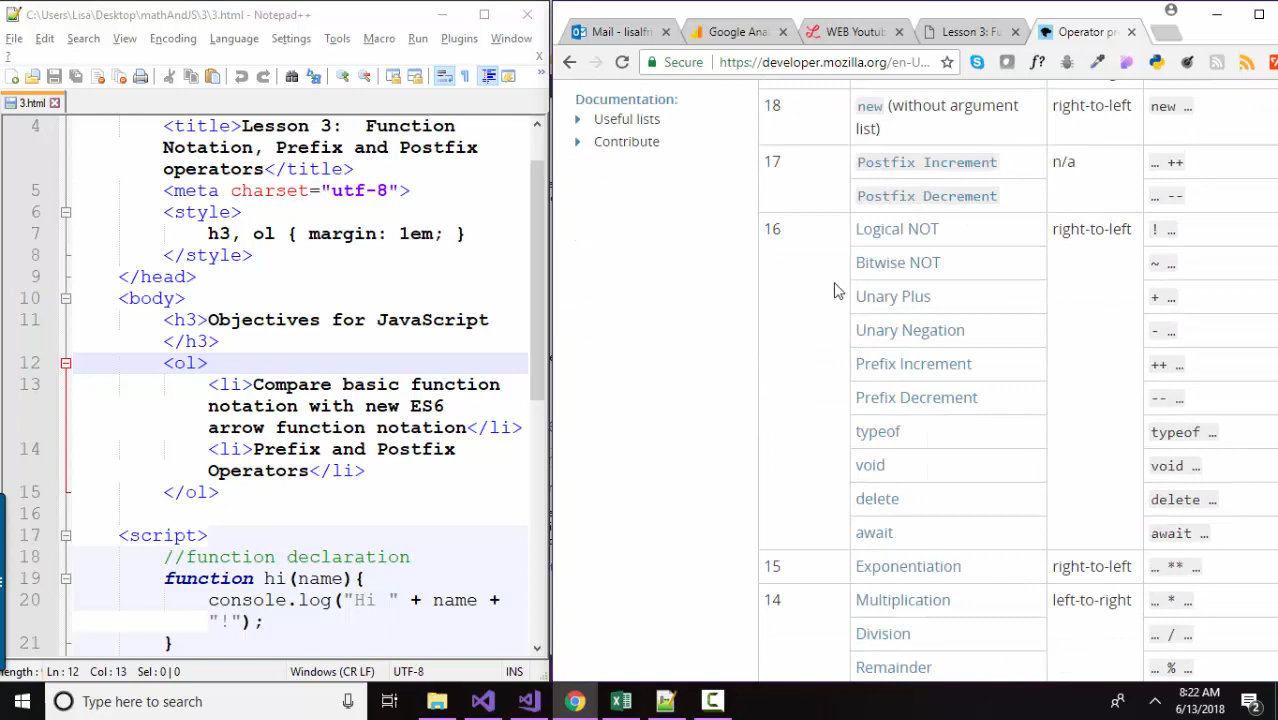 C:\Users\Lisa\Desktop\mathAndJS\3\3.html - Notepad++
File Edit Search View Encoding Language Settings Tools Macro Run Plugins Window
?
3.html
4 <title>Lesson 3: Function
Notation, Prefix and Postfix
operators</title>
5 <meta charset="utf-8">
6 <style>
7 h3, ol { margin: 1em; }
8 </style>
9 </head>
10 <body>
11 <h3>Objectives for JavaScript
</h3>
12 <ol>
13 <li>Compare basic function
notation with new ES6
arrow function notation</li>
14 <li>Prefix and Postfix
Operators</li>
15 </ol>
16
17 <script>
18 //function declaration
19 function hi(name){
20 console.log("Hi " + name +
"!");
21 }
length : Ln : 12 Col : 13 Sel : 0 | 0 Windows (CR LF) UTF-8 INS
Mail - lisalfri
Google Anal
WEB Youtub
Lesson 3: Fu
Operator pr
Secure https://developer.mozilla.org/en-U...
Documentation:
Useful lists
Contribute
18 new (without argument list) right-to-left new …
17 Postfix Increment n/a … ++
Postfix Decrement … --
16 Logical NOT right-to-left ! …
Bitwise NOT ~ …
Unary Plus + …
Unary Negation - …
Prefix Increment ++ …
Prefix Decrement -- …
typeof typeof …
void void …
delete delete …
await await …
15 Exponentiation right-to-left … ** …
14 Multiplication left-to-right … * …
Division … / …
Remainder … % …
Type here to search
8:22 AM
6/13/2018
2